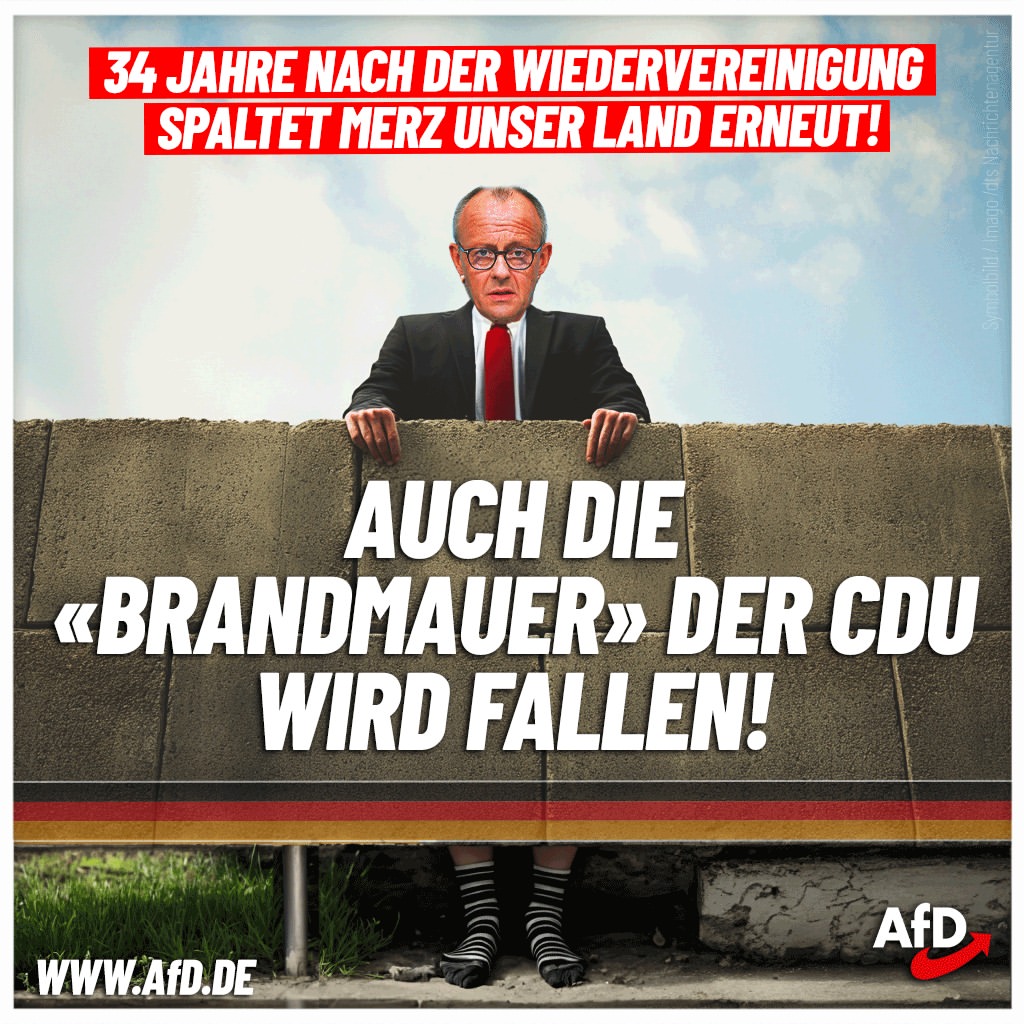 34 JAHRE NACH DER WIEDERVEREINIGUNG
SPALTET MERZ UNSER LAND ERNEUT!
Symnolbild / Imago /dts Nachrichtenagentur
AUCH DIE
«BRANDMAUER» DER CDU
WIRD FALLEN!
AfD
WWW.AfD.DE